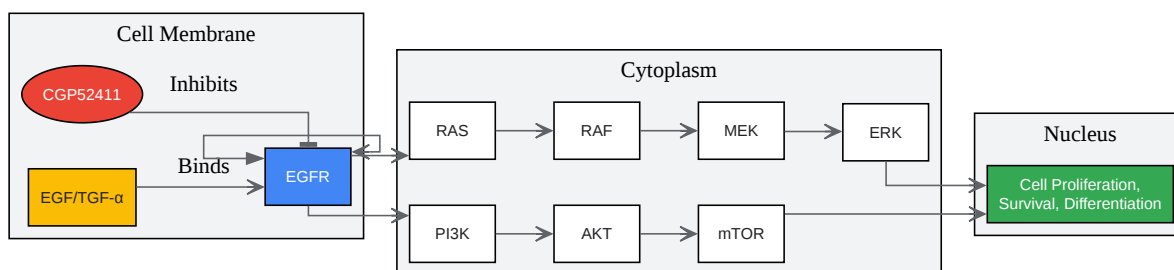 Cell Membrane
CGP52411
Inhibits
Binds
EGF/TGF-α
EGFR
Cytoplasm
RAS
RAF
MEK
ERK
PI3K
AKT
mTOR
Nucleus
Cell Proliferation,
Survival, Differentiation